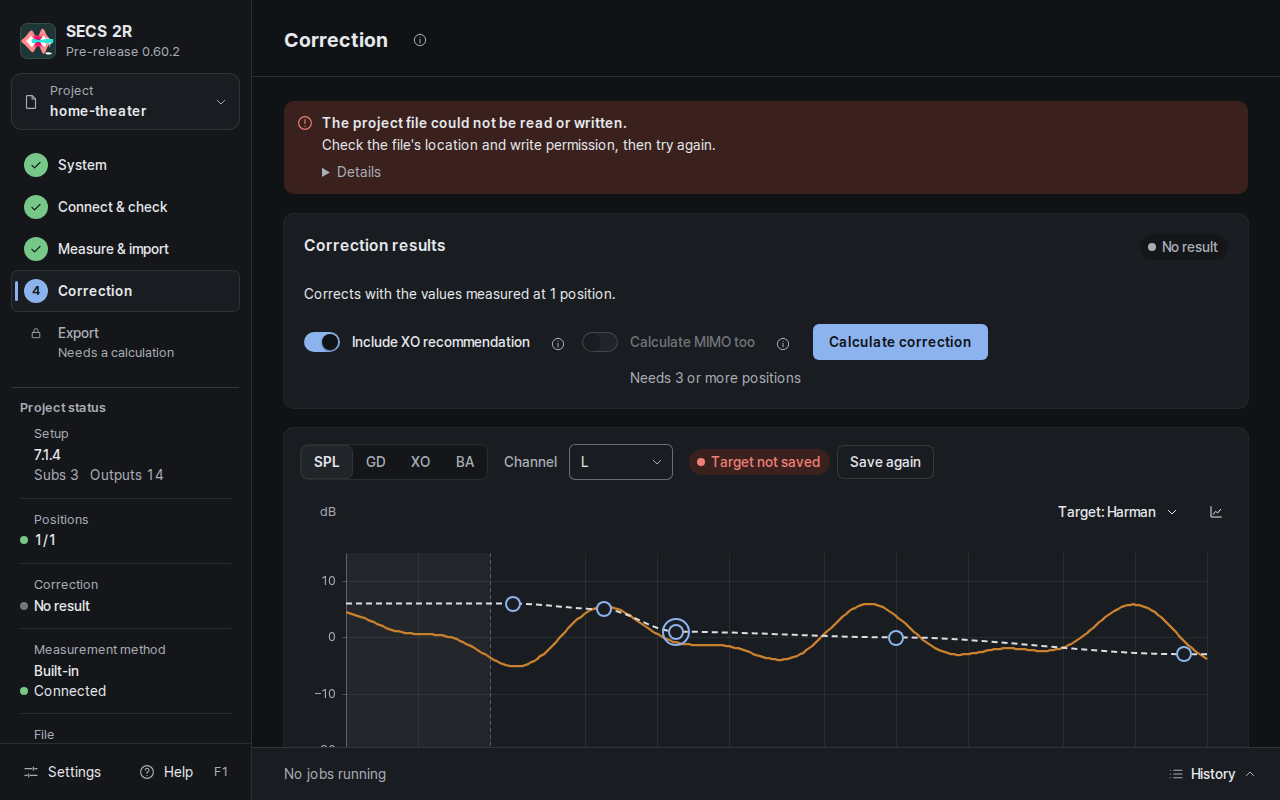 SECS 2R
Pre-release 0.60.2
Project
home-theater
System
Connect & check
Measure & import
4 Correction
Export
Needs a calculation
Project status
Setup
7.1.4
Subs 3 Outputs 14
Positions
1/1
Correction
No result
Measurement method
Built-in
Connected
File
Settings Help F1
Correction
The project file could not be read or written.
Check the file's location and write permission, then try again.
Details
Correction results No result
Corrects with the values measured at 1 position.
Include XO recommendation Calculate MIMO too Calculate correction
Needs 3 or more positions
SPL GD XO BA Channel L Target not saved Save again
dB Target: Harman
10
0
−10
No jobs running History